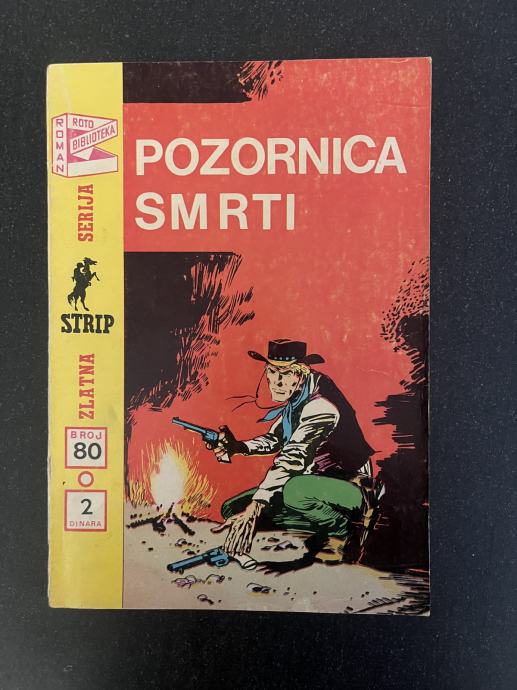 ROMAN
ROTO
BIBLIOTEKA
POZORNICA
SMRTI
ZLATNA SERIJA
STRIP
BROJ
80
2
DINARA